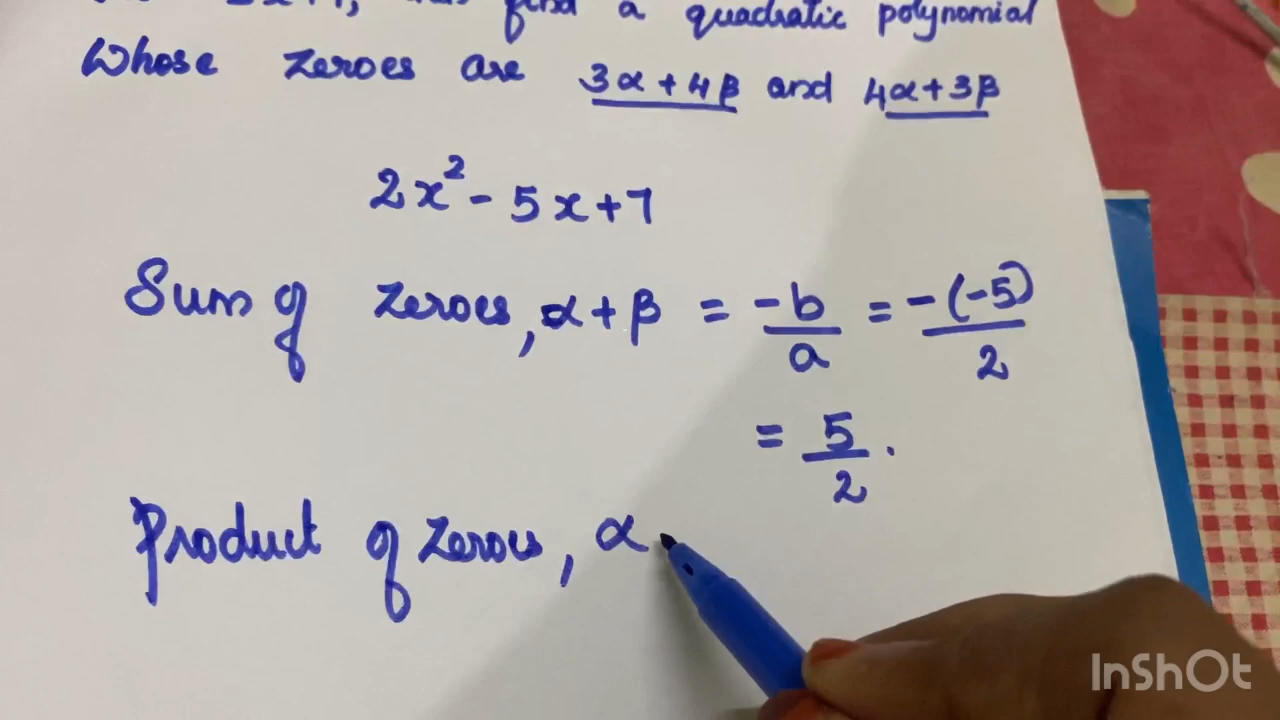 find a quadratic polynomial
Whose zeroes are 3α + 4β and 4α + 3β
2x² - 5x + 7
Sum of zeroes, α + β = -b/a = -(-5)/2
= 5/2.
Product of zeroes, α
InShOt